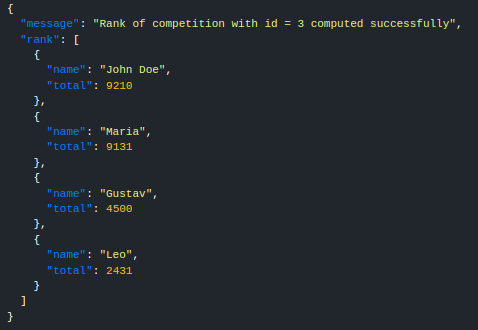 {
  "message": "Rank of competition with id = 3 computed successfully",
  "rank": [
    {
      "name": "John Doe",
      "total": 9210
    },
    {
      "name": "Maria",
      "total": 9131
    },
    {
      "name": "Gustav",
      "total": 4500
    },
    {
      "name": "Leo",
      "total": 2431
    }
  ]
}